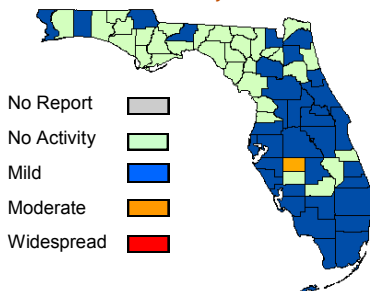 No Report
No Activity
Mild
Moderate
Widespread